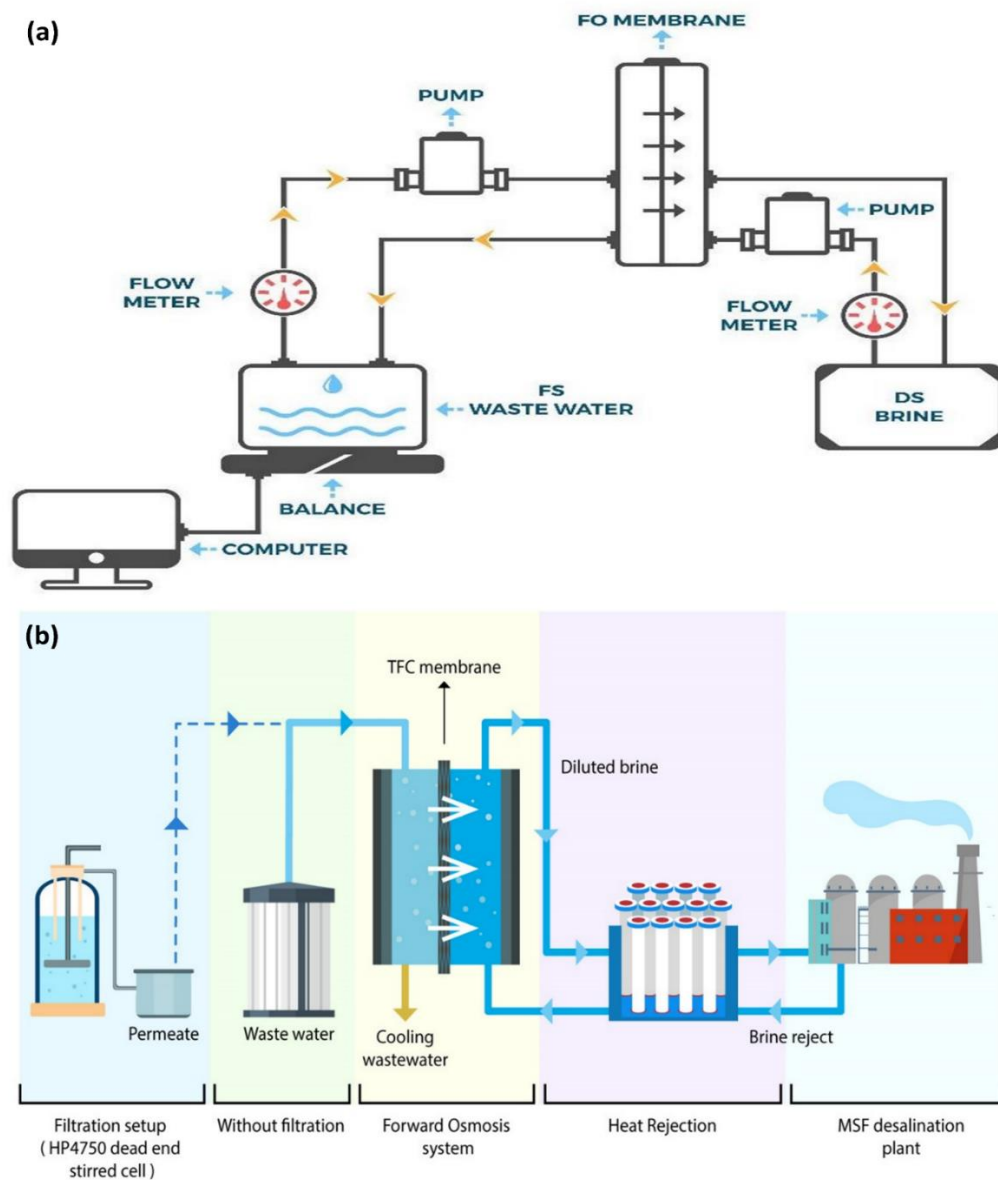 (a)
FO MEMBRANE
PUMP
PUMP
FLOW
METER
FLOW
METER
FS
WASTE WATER
DS
BRINE
BALANCE
COMPUTER
(b)
TFC membrane
Diluted brine
Permeate
Waste water
Cooling
wastewater
Brine reject
Filtration setup
( HP4750 dead end
stirred cell )
Without filtration
Forward Osmosis
system
Heat Rejection
MSF desalination
plant